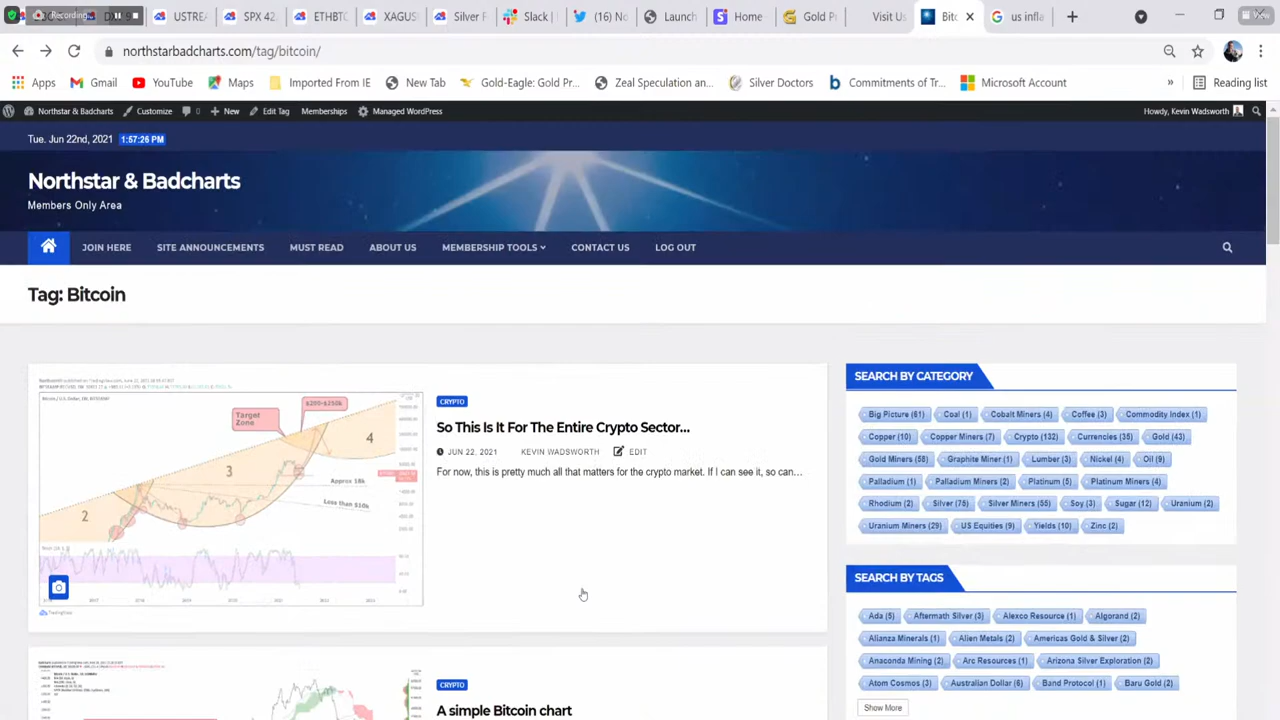 Recording...
USTREA
SPX 42
ETHBTC
XAGUS
Silver F
Slack |
(16) No
Launch
Home
Gold Pr
Visit Us
Bitc
us infla
View
northstarbadcharts.com/tag/bitcoin/
Apps
Gmail
YouTube
Maps
Imported From IE
New Tab
Gold-Eagle: Gold Pr...
Zeal Speculation an...
Silver Doctors
Commitments of Tr...
Microsoft Account
»
Reading list
Northstar & Badcharts
Customize
0
New
Edit Tag
Memberships
Managed WordPress
Howdy, Kevin Wadsworth
Tue. Jun 22nd, 2021 1:57:26 PM
Northstar & Badcharts
Members Only Area
JOIN HERE
SITE ANNOUNCEMENTS
MUST READ
ABOUT US
MEMBERSHIP TOOLS
CONTACT US
LOG OUT
Tag: Bitcoin
Target
Zone
$200-$250k
2
3
4
Approx 18k
Less than $10k
TradingView
CRYPTO
So This Is It For The Entire Crypto Sector...
JUN 22, 2021 KEVIN WADSWORTH EDIT
For now, this is pretty much all that matters for the crypto market. If I can see it, so can...
CRYPTO
A simple Bitcoin chart
SEARCH BY CATEGORY
Big Picture (61) Coal (1) Cobalt Miners (4) Coffee (3) Commodity Index (1)
Copper (10) Copper Miners (7) Crypto (132) Currencies (35) Gold (43)
Gold Miners (58) Graphite Miner (1) Lumber (3) Nickel (4) Oil (9)
Palladium (1) Palladium Miners (2) Platinum (5) Platinum Miners (4)
Rhodium (2) Silver (75) Silver Miners (55) Soy (3) Sugar (12) Uranium (2)
Uranium Miners (29) US Equities (9) Yields (10) Zinc (2)
SEARCH BY TAGS
Ada (5) Aftermath Silver (3) Alexco Resource (1) Algorand (2)
Alianza Minerals (1) Alien Metals (2) Americas Gold & Silver (2)
Anaconda Mining (2) Arc Resources (1) Arizona Silver Exploration (2)
Atom Cosmos (3) Australian Dollar (6) Band Protocol (1) Baru Gold (2)
Show More